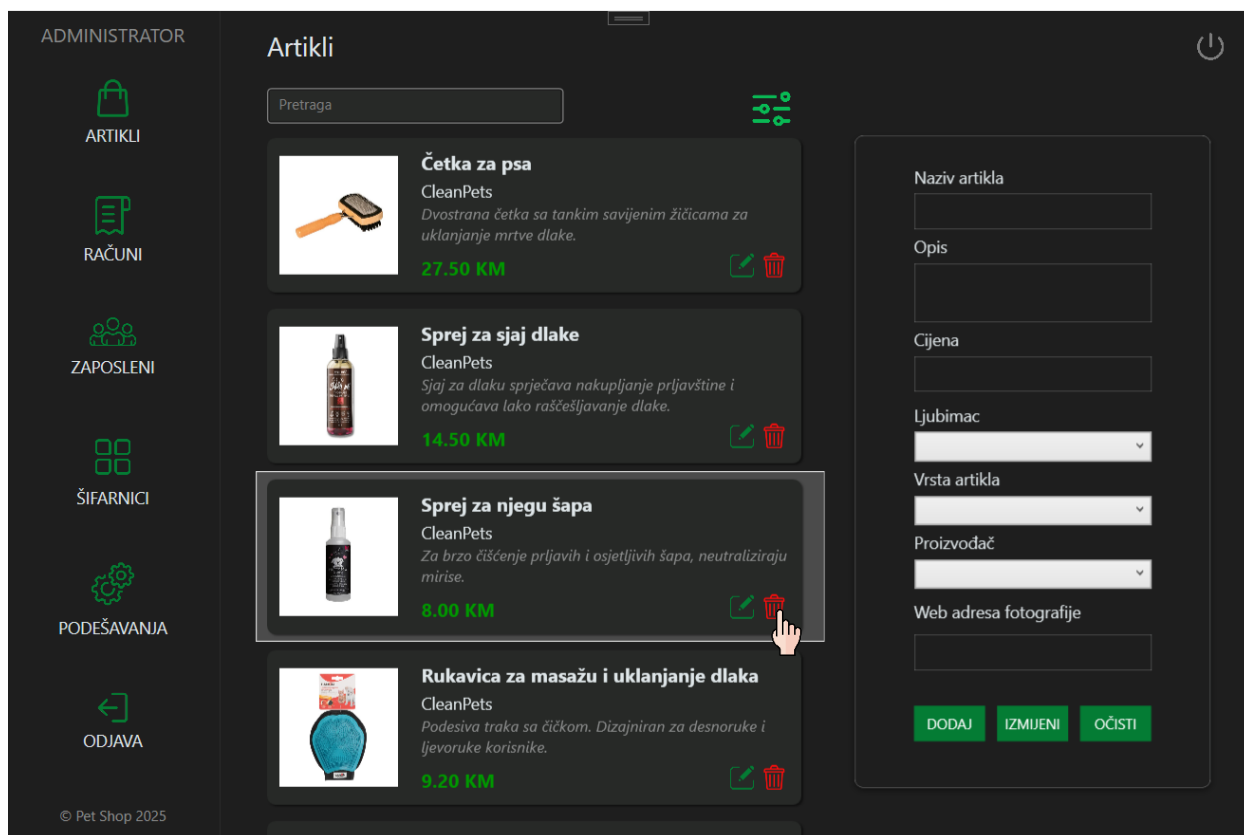 ADMINISTRATOR
ARTIKLI
RAČUNI
ZAPOSLENI
ŠIFARNICI
PODEŠAVANJA
ODJAVA
© Pet Shop 2025
Artikli
Pretraga
Četka za psa
CleanPets
Dvostrana četka sa tankim savijenim žičicama za
uklanjanje mrtve dlake.
27.50 KM
Sprej za sjaj dlake
CleanPets
Sjaj za dlaku sprječava nakupljanje prljavštine i
omogućava lako raščešljavanje dlake.
14.50 KM
Sprej za njegu šapa
CleanPets
Za brzo čišćenje prljavih i osjetljivih šapa, neutraliziraju
mirise.
8.00 KM
Rukavica za masažu i uklanjanje dlaka
CleanPets
Podesiva traka sa čičkom. Dizajniran za desnoruke i
ljevoruke korisnike.
9.20 KM
Naziv artikla
Opis
Cijena
Ljubimac
Vrsta artikla
Proizvođač
Web adresa fotografije
DODAJ IZMIJENI OČISTI